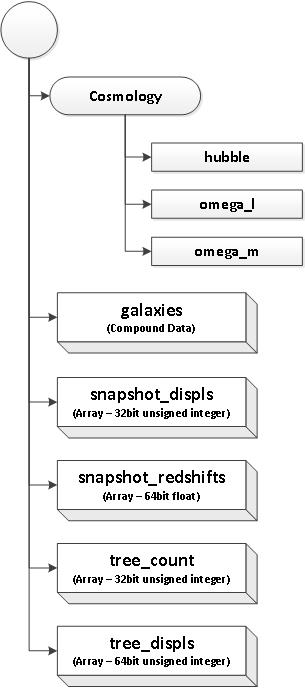 Cosmology
hubble
omega_l
omega_m
galaxies
(Compound Data)
snapshot_displs
(Array – 32bit unsigned integer)
snapshot_redshifts
(Array – 64bit float)
tree_count
(Array – 32bit unsigned integer)
tree_displs
(Array – 64bit unsigned integer)